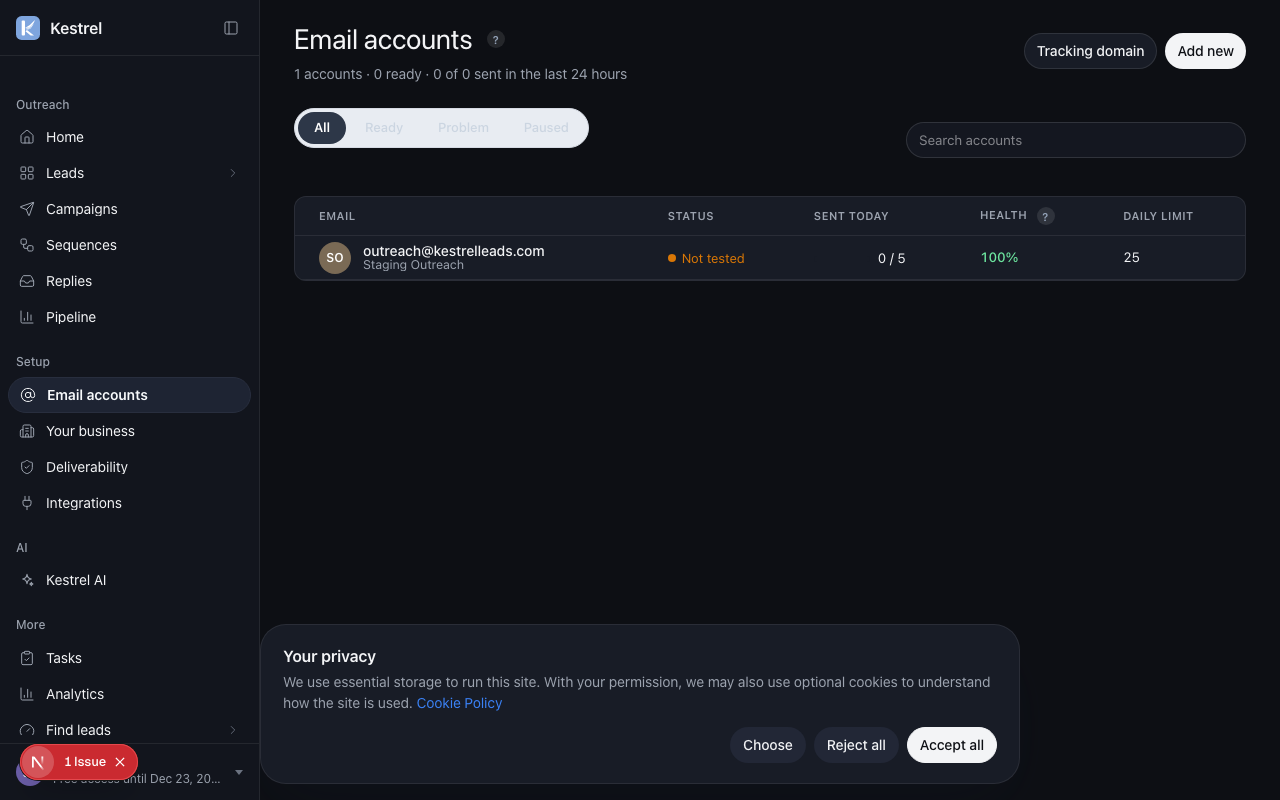 Kestrel
Outreach
Home
Leads
Campaigns
Sequences
Replies
Pipeline
Setup
Email accounts
Your business
Deliverability
Integrations
AI
Kestrel AI
More
Tasks
Analytics
Find leads
1 Issue
Free access until Dec 23, 20...
Email accounts ?
1 accounts · 0 ready · 0 of 0 sent in the last 24 hours
Tracking domain
Add new
All Ready Problem Paused
Search accounts
EMAIL STATUS SENT TODAY HEALTH ? DAILY LIMIT
SO outreach@kestrelleads.com Not tested 0 / 5 100% 25
Staging Outreach
Your privacy
We use essential storage to run this site. With your permission, we may also use optional cookies to understand
how the site is used. Cookie Policy
Choose Reject all Accept all